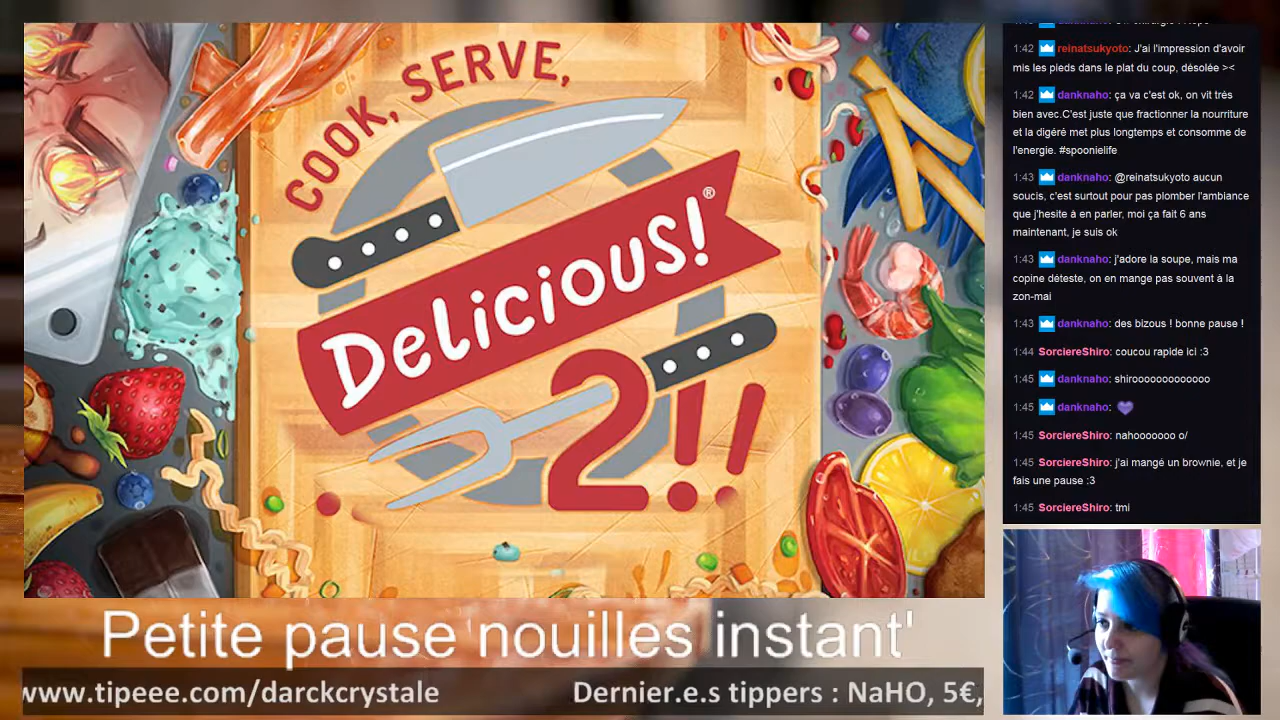 COOK, SERVE,
Delicious!®
2!!
1:42 reinatsukyoto: J'ai l'impression d'avoir
mis les pieds dans le plat du coup, désolée ><
1:42 danknaho: ça va c'est ok, on vit très
bien avec.C'est juste que fractionner la nourriture
et la digéré met plus longtemps et consomme de
l'energie. #spoonielife
1:43 danknaho: @reinatsukyoto aucun
soucis, c'est surtout pour pas plomber l'ambiance
que j'hesite à en parler, moi ça fait 6 ans
maintenant, je suis ok
1:43 danknaho: j'adore la soupe, mais ma
copine déteste, on en mange pas souvent à la
zon-mai
1:43 danknaho: des bizous ! bonne pause !
1:44 SorciereShiro: coucou rapide ici :3
1:45 danknaho: shirooooooooooooo
1:45 danknaho:
1:45 SorciereShiro: nahooooooo o/
1:45 SorciereShiro: j'ai mangé un brownie, et je
fais une pause :3
1:45 SorciereShiro: tmi
Petite pause nouilles instant'
www.tipeee.com/darckcrystale Dernier.e.s tippers : NaHO, 5€,